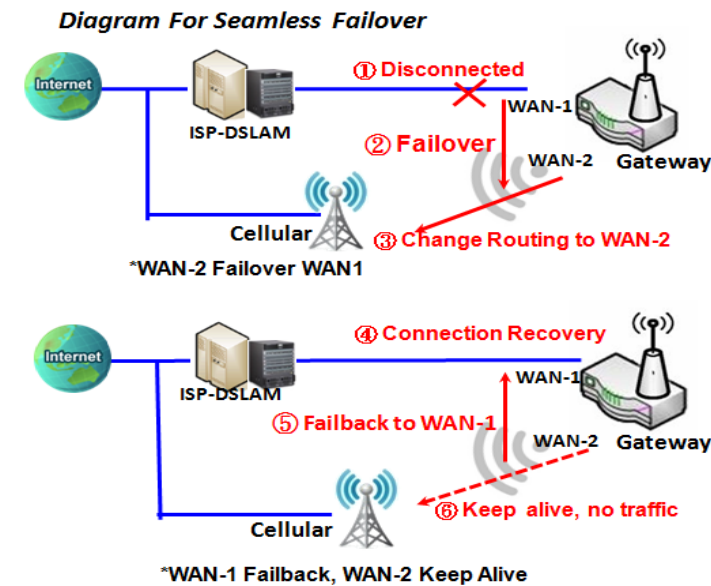 Diagram For Seamless Failover
① Disconnected
Internet
ISP-DSLAM
WAN-1
② Failover
WAN-2
Gateway
Cellular
③ Change Routing to WAN-2
*WAN-2 Failover WAN1
④ Connection Recovery
Internet
ISP-DSLAM
WAN-1
⑤ Failback to WAN-1
WAN-2
Gateway
⑥ Keep alive, no traffic
Cellular
*WAN-1 Failback, WAN-2 Keep Alive